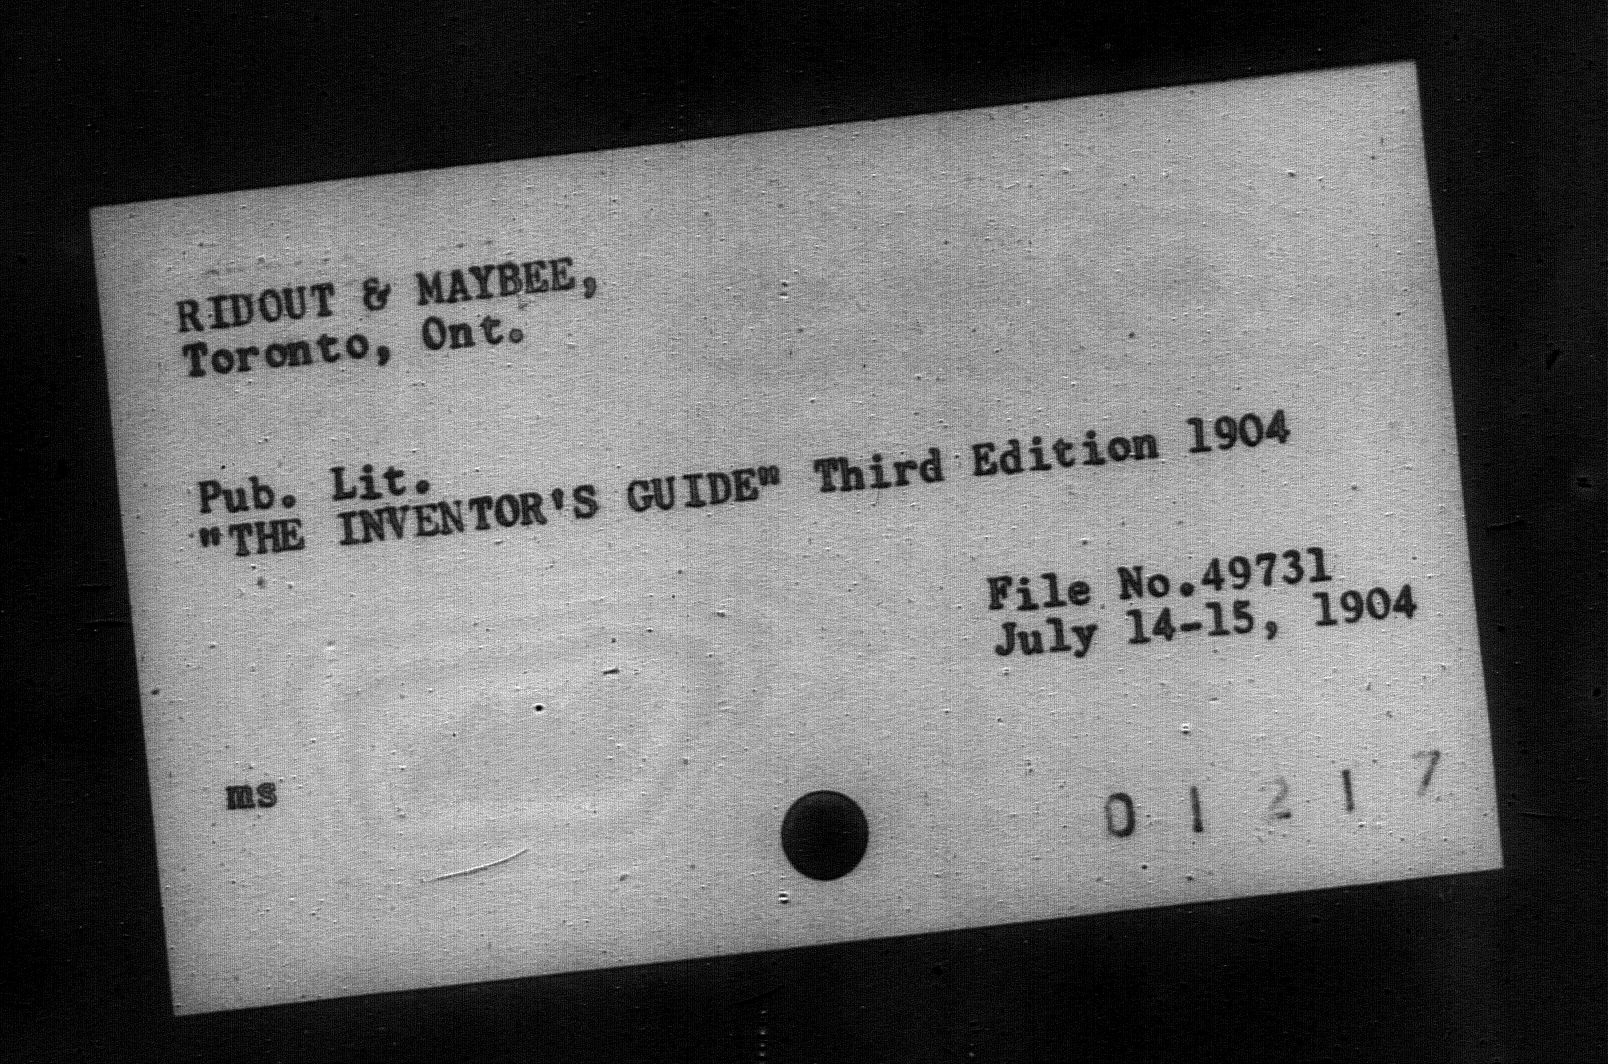 RIDOUT & MAYBEE,
Toronto, Ont.
Pub. Lit.
"THE INVENTOR'S GUIDE" Third Edition 1904
File No.49731
July 14-15, 1904
ms
0 1 2 1 7